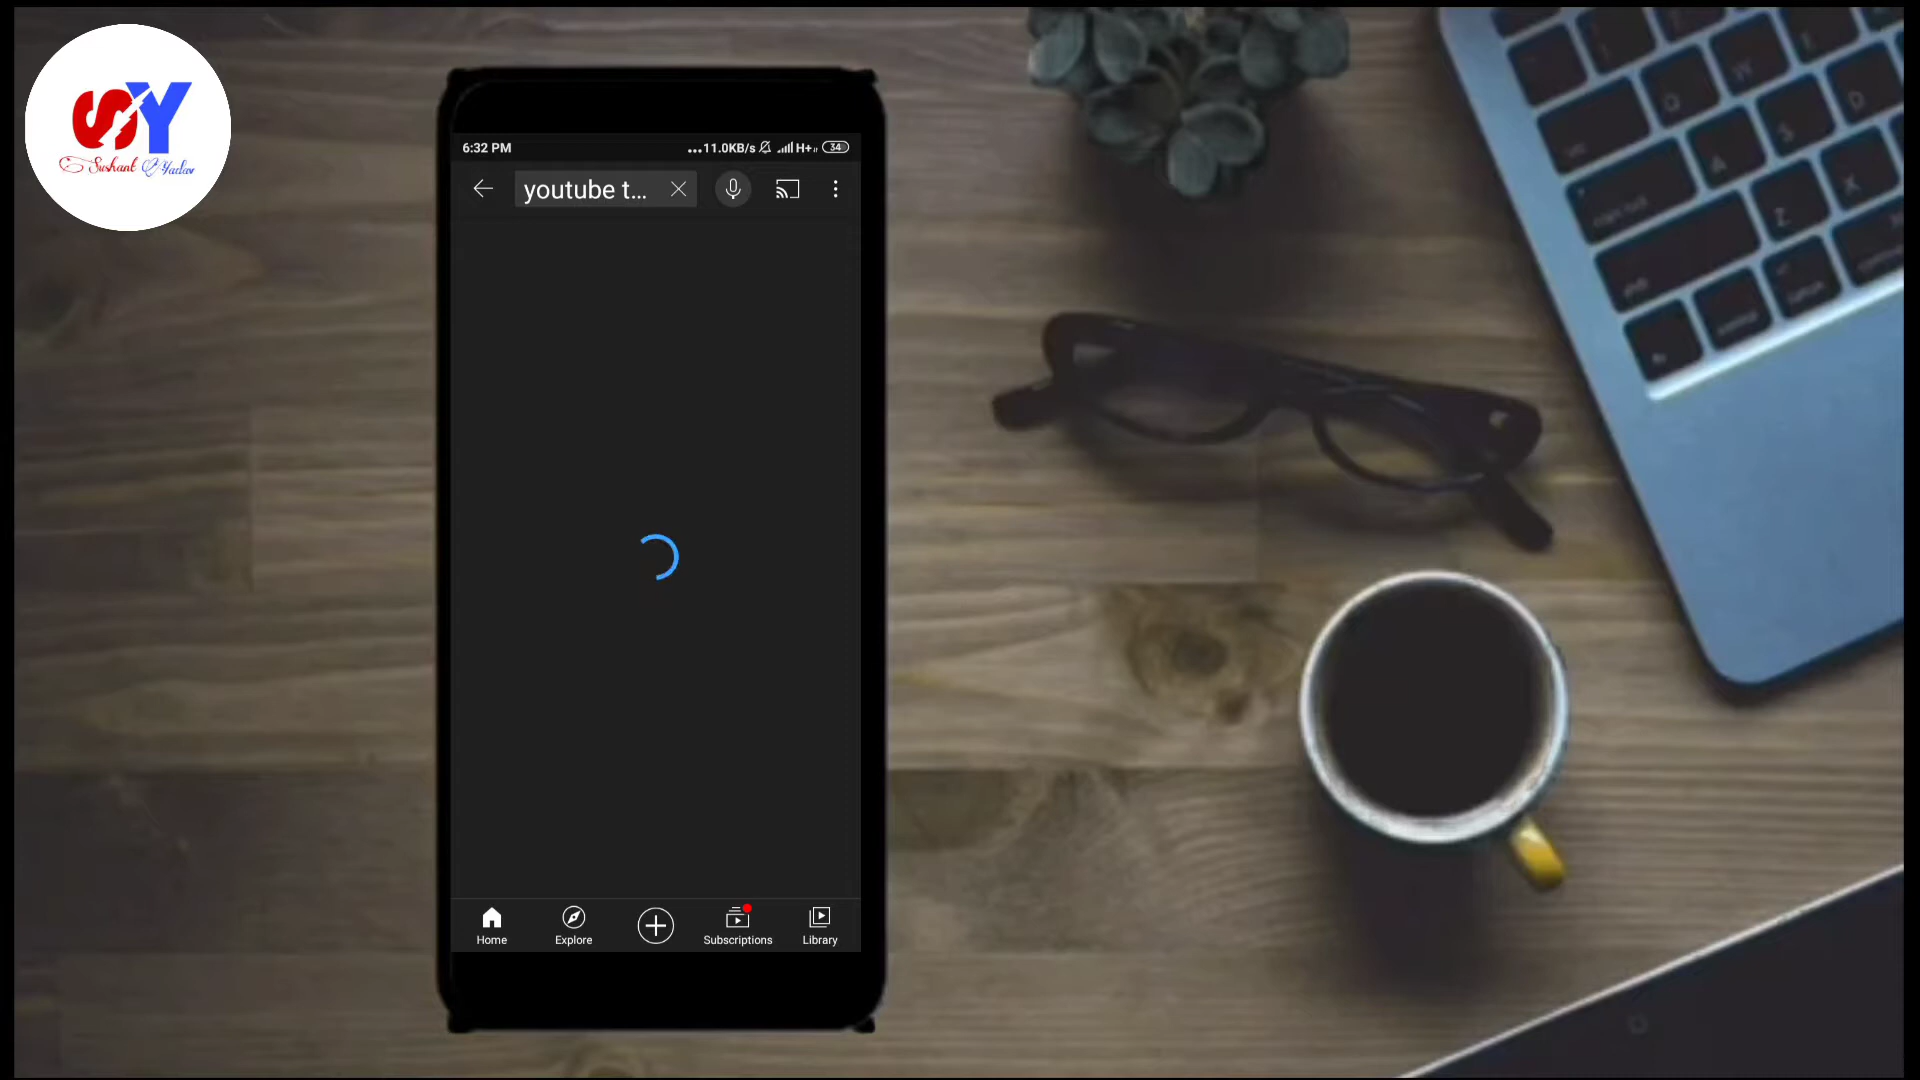 SY
Sushant Yadav
6:32 PM
...11.0KB/s H+ 34
youtube t...
Home
Explore
Subscriptions
Library